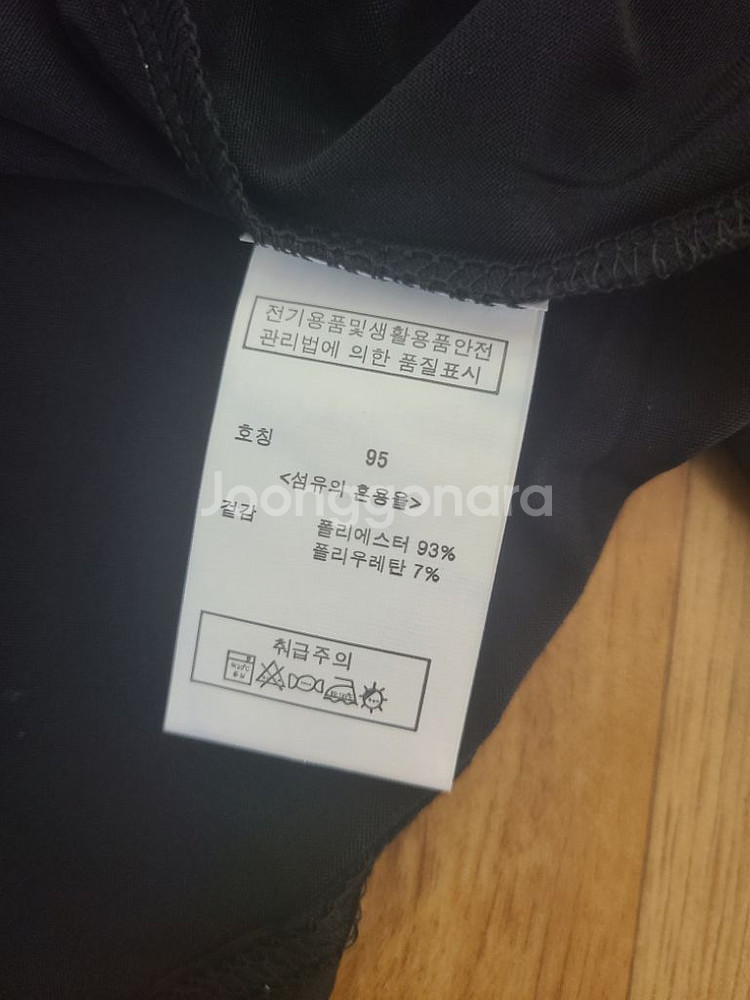 전기용품및생활용품안전
관리법에 의한 품질표시
호칭 95
<섬유의 혼용율>
겉감 폴리에스터 93%
폴리우레탄 7%
취급주의
Joonggonara